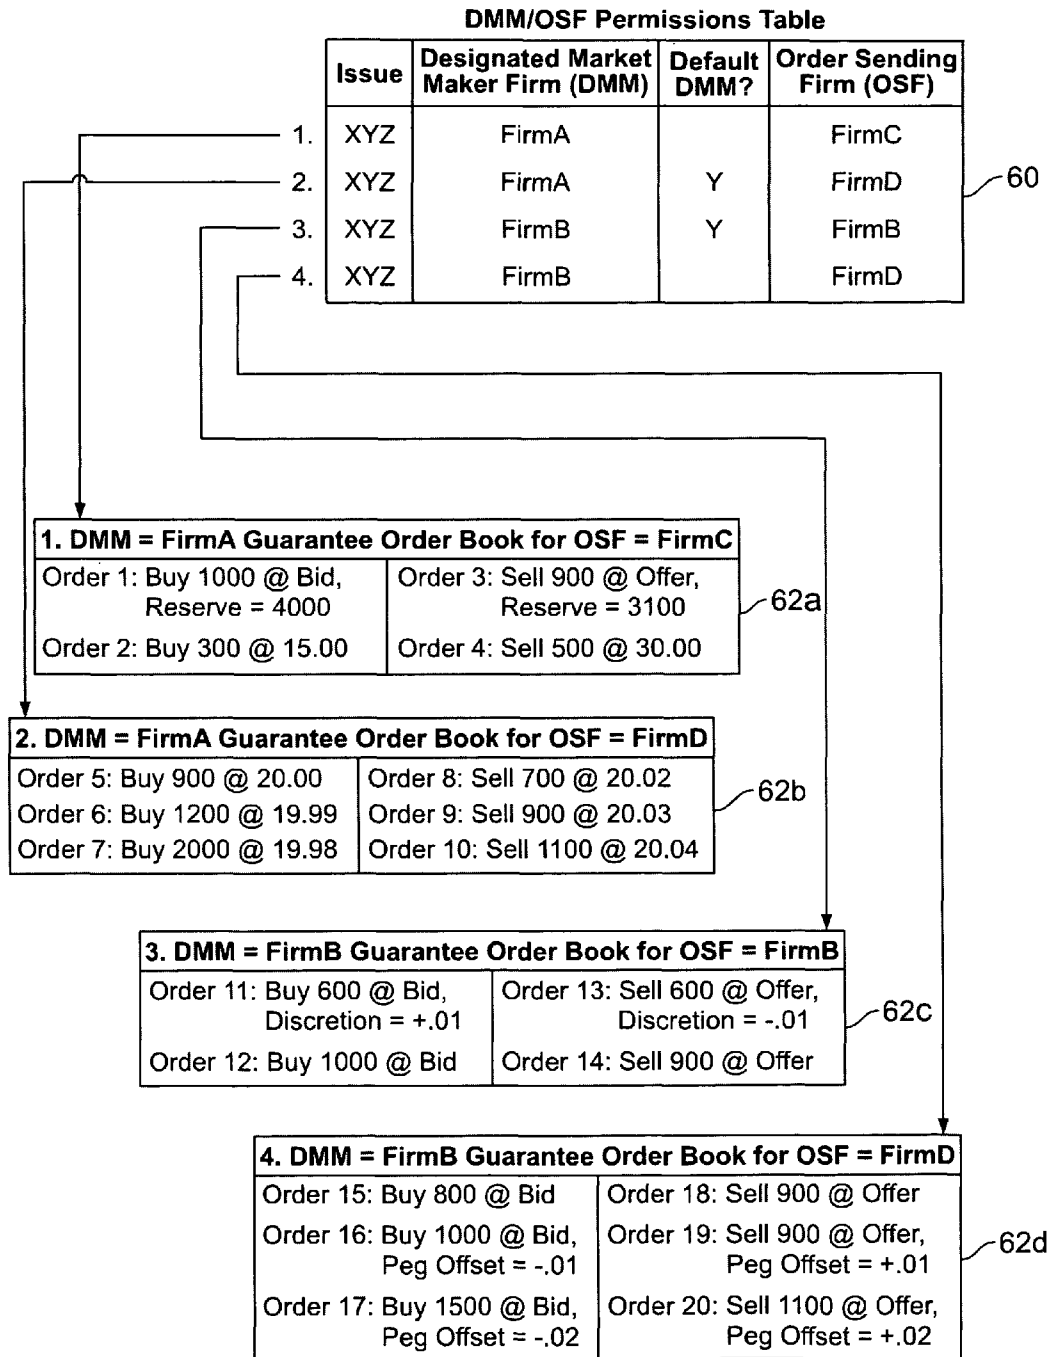 DMM/OSF Permissions Table
Issue
Designated Market
Maker Firm (DMM)
Default
DMM?
Order Sending
Firm (OSF)
1. XYZ FirmA FirmC
2. XYZ FirmA Y FirmD
3. XYZ FirmB Y FirmB
4. XYZ FirmB FirmD
60
1. DMM = FirmA Guarantee Order Book for OSF = FirmC
Order 1: Buy 1000 @ Bid,
Reserve = 4000
Order 2: Buy 300 @ 15.00
Order 3: Sell 900 @ Offer,
Reserve = 3100
Order 4: Sell 500 @ 30.00
62a
2. DMM = FirmA Guarantee Order Book for OSF = FirmD
Order 5: Buy 900 @ 20.00
Order 6: Buy 1200 @ 19.99
Order 7: Buy 2000 @ 19.98
Order 8: Sell 700 @ 20.02
Order 9: Sell 900 @ 20.03
Order 10: Sell 1100 @ 20.04
62b
3. DMM = FirmB Guarantee Order Book for OSF = FirmB
Order 11: Buy 600 @ Bid,
Discretion = +.01
Order 12: Buy 1000 @ Bid
Order 13: Sell 600 @ Offer,
Discretion = -.01
Order 14: Sell 900 @ Offer
62c
4. DMM = FirmB Guarantee Order Book for OSF = FirmD
Order 15: Buy 800 @ Bid
Order 16: Buy 1000 @ Bid,
Peg Offset = -.01
Order 17: Buy 1500 @ Bid,
Peg Offset = -.02
Order 18: Sell 900 @ Offer
Order 19: Sell 900 @ Offer,
Peg Offset = +.01
Order 20: Sell 1100 @ Offer,
Peg Offset = +.02
62d